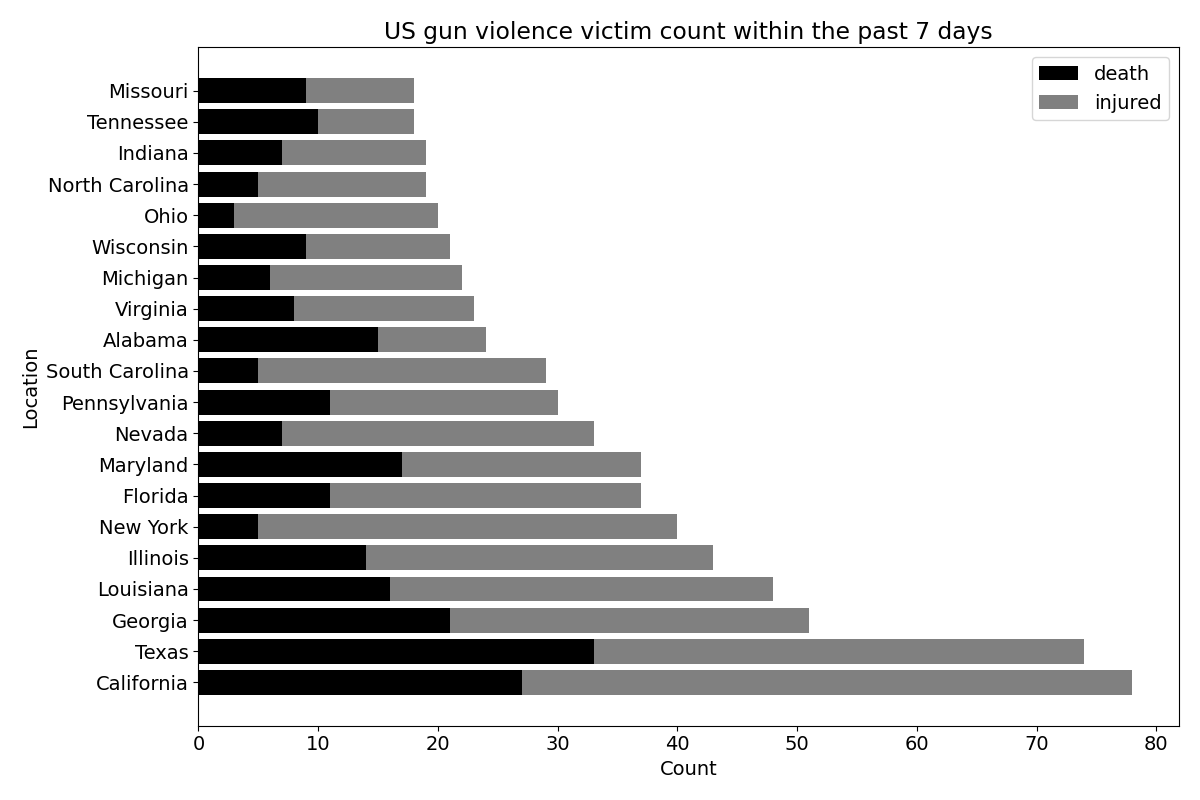 US gun violence victim count within the past 7 days
death
injured
Missouri
Tennessee
Indiana
North Carolina
Ohio
Wisconsin
Michigan
Virginia
Alabama
South Carolina
Pennsylvania
Nevada
Maryland
Florida
New York
Illinois
Louisiana
Georgia
Texas
California
Location
0 10 20 30 40 50 60 70 80
Count